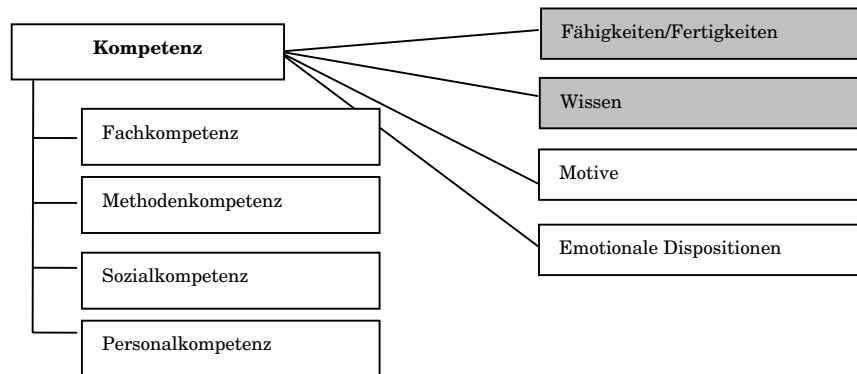 Kompetenz
Fachkompetenz
Methodenkompetenz
Sozialkompetenz
Personalkompetenz
Fähigkeiten/Fertigkeiten
Wissen
Motive
Emotionale Dispositionen